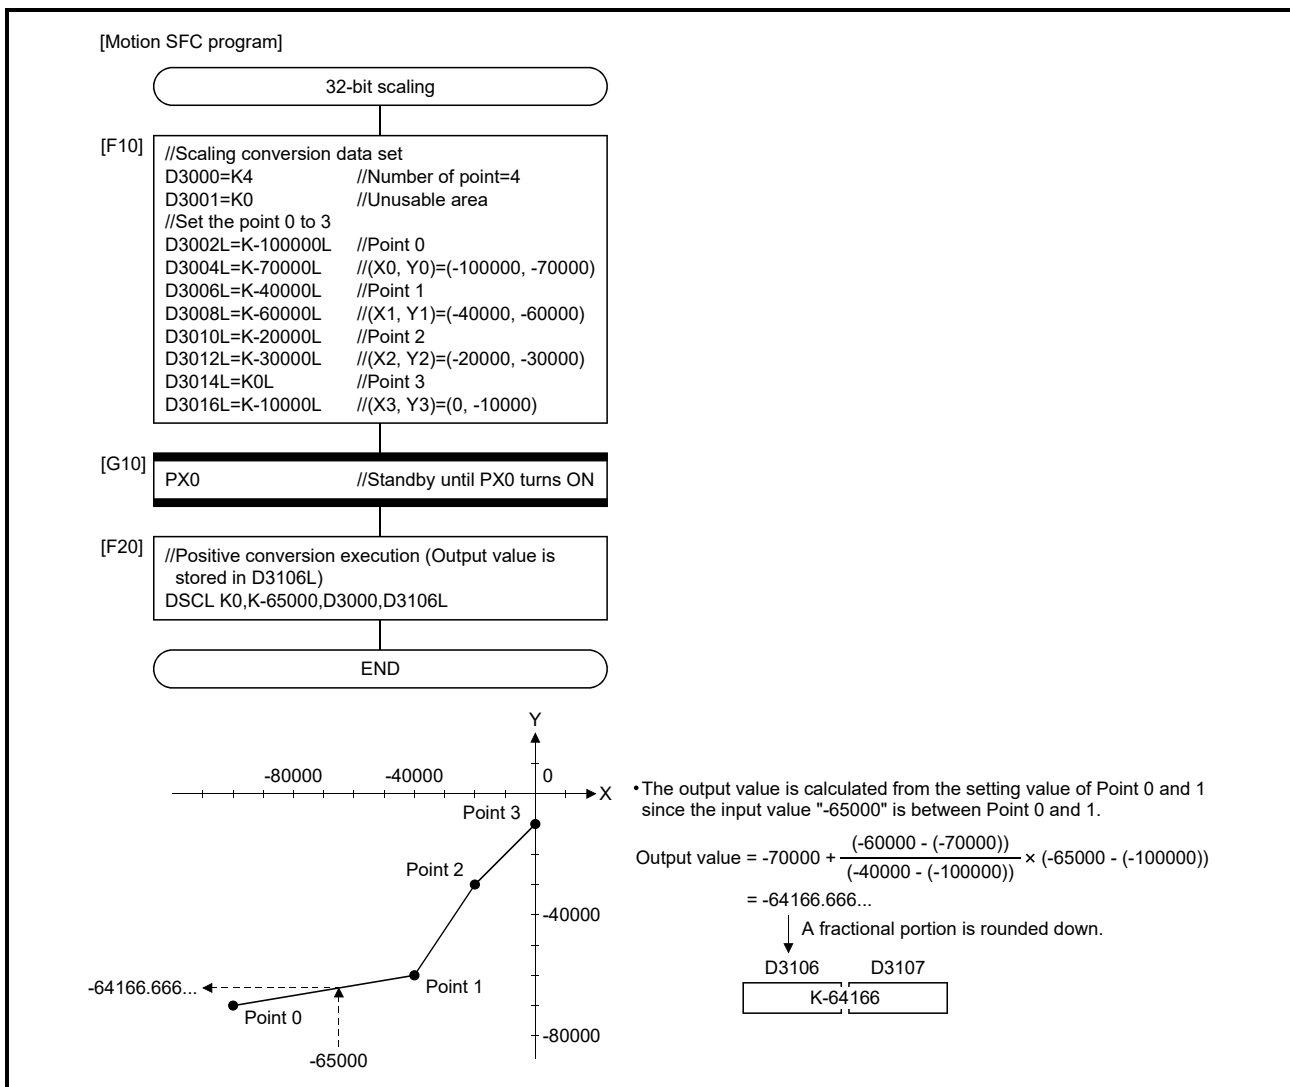 [Motion SFC program]
32-bit scaling
[F10]
//Scaling conversion data set
D3000=K4 //Number of point=4
D3001=K0 //Unusable area
//Set the point 0 to 3
D3002L=K-100000L //Point 0
D3004L=K-70000L //(X0, Y0)=(-100000, -70000)
D3006L=K-40000L //Point 1
D3008L=K-60000L //(X1, Y1)=(-40000, -60000)
D3010L=K-20000L //Point 2
D3012L=K-30000L //(X2, Y2)=(-20000, -30000)
D3014L=K0L //Point 3
D3016L=K-10000L //(X3, Y3)=(0, -10000)
[G10]
PX0 //Standby until PX0 turns ON
[F20]
//Positive conversion execution (Output value is
stored in D3106L)
DSCL K0,K-65000,D3000,D3106L
END
Y
-80000 -40000 0
X
Point 3
Point 2
-40000
Point 1
-64166.666...
Point 0
-80000
-65000
•The output value is calculated from the setting value of Point 0 and 1
since the input value "-65000" is between Point 0 and 1.
(-60000 - (-70000))
Output value = -70000 + × (-65000 - (-100000))
(-40000 - (-100000))
= -64166.666...
A fractional portion is rounded down.
D3106 D3107
K-64166